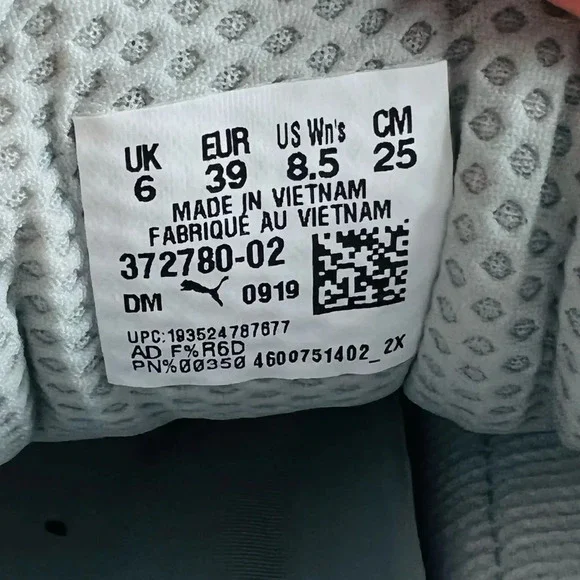 UK EUR US Wn's CM
6 39 8.5 25
MADE IN VIETNAM
FABRIQUÉ AU VIETNAM
372780-02
DM 0919
UPC:193524787677
AD F%R6D
PN%00350 4600751402_2X